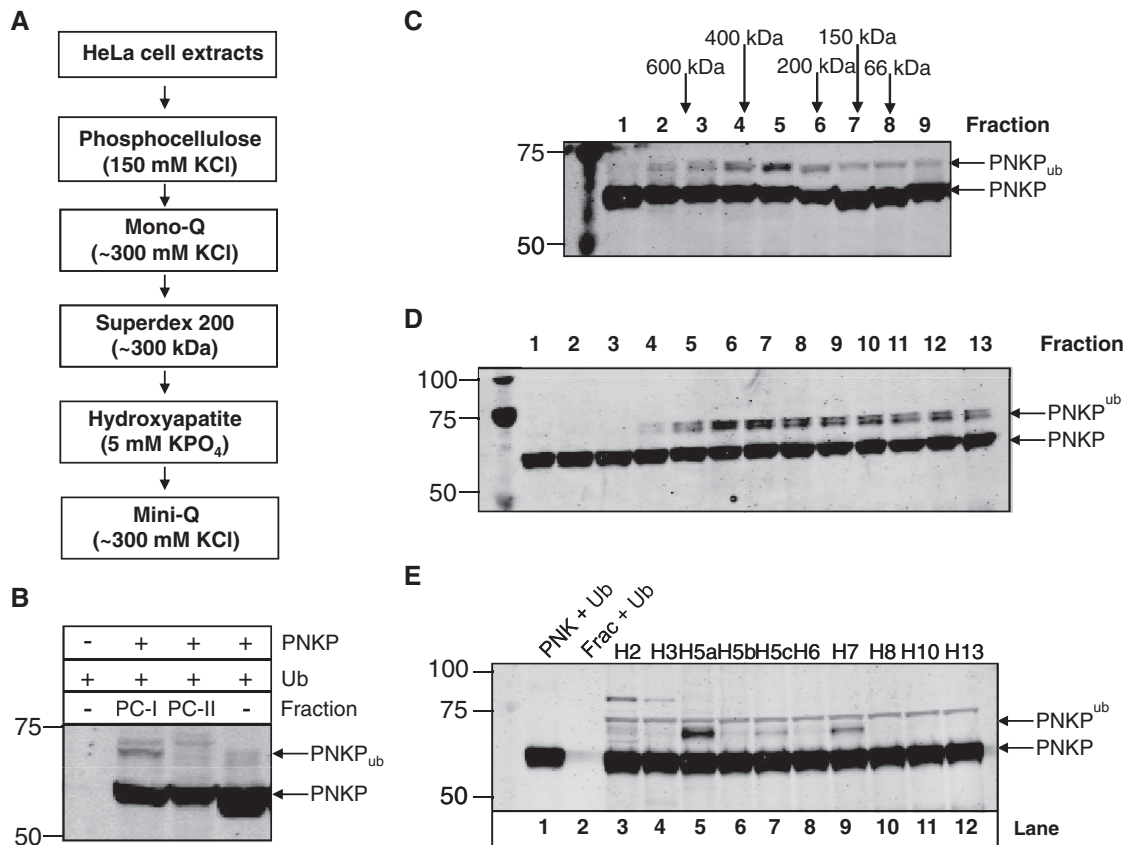 A
HeLa cell extracts
Phosphocellulose
(150 mM KCl)
Mono-Q
(~300 mM KCl)
Superdex 200
(~300 kDa)
Hydroxyapatite
(5 mM KPO4)
Mini-Q
(~300 mM KCl)
B
- + + + PNKP
+ + + + Ub
- PC-I PC-II - Fraction
75
PNKPub
PNKP
50
C
400 kDa 150 kDa
600 kDa 200 kDa 66 kDa
1 2 3 4 5 6 7 8 9 Fraction
75
PNKPub
PNKP
50
D
1 2 3 4 5 6 7 8 9 10 11 12 13 Fraction
100
75
PNKPub
PNKP
50
E
PNK + Ub
Frac + Ub
H2 H3 H5a H5b H5c H6 H7 H8 H10 H13
100
75
PNKPub
PNKP
50
1 2 3 4 5 6 7 8 9 10 11 12 Lane